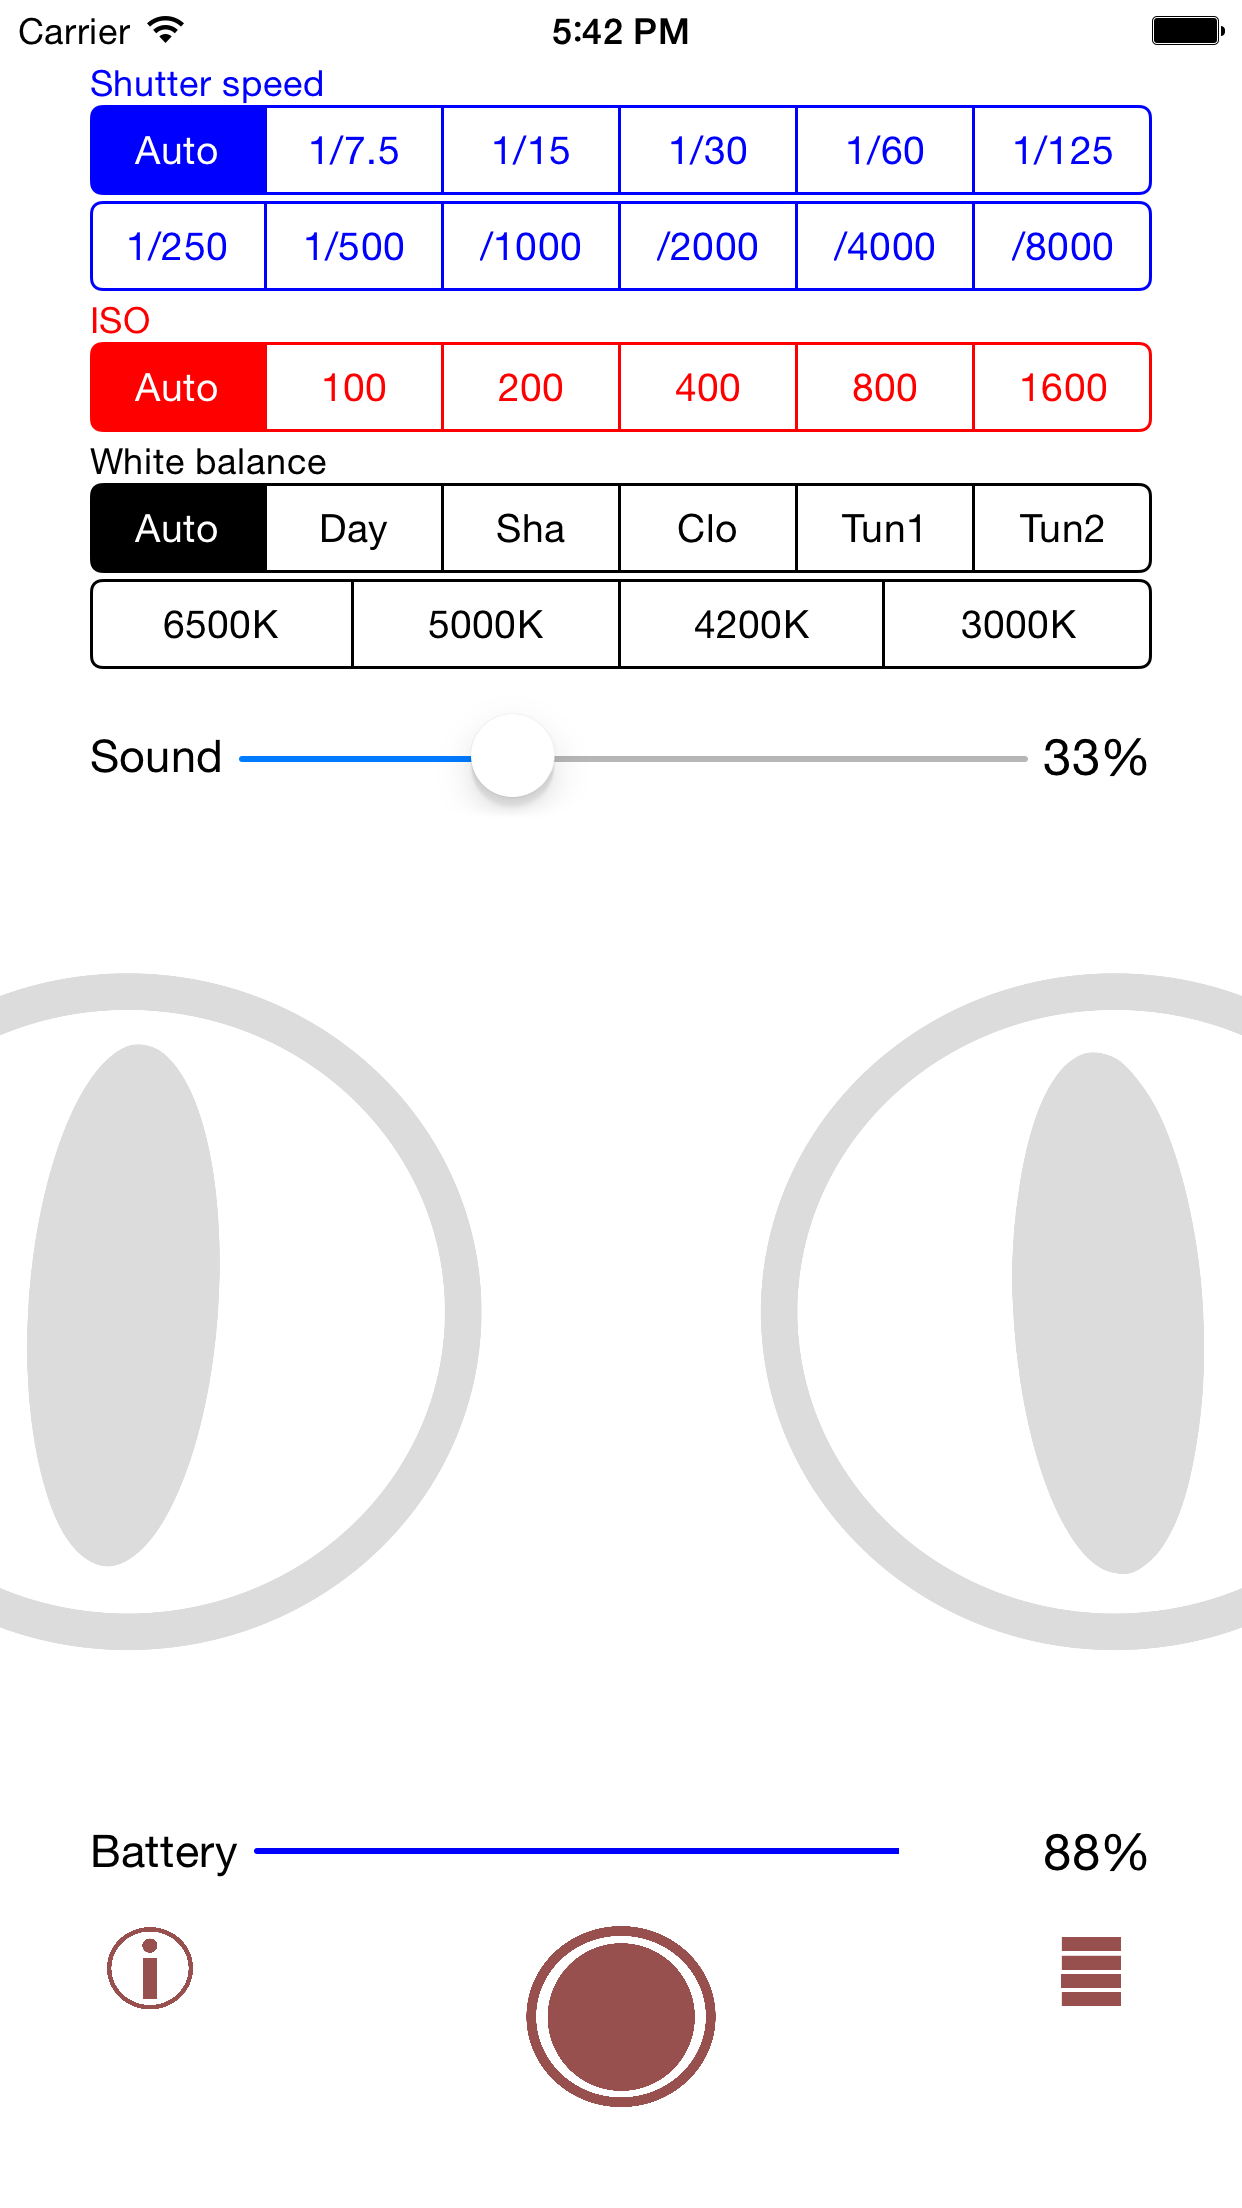 Carrier 5:42 PM
Shutter speed
Auto 1/7.5 1/15 1/30 1/60 1/125
1/250 1/500 /1000 /2000 /4000 /8000
ISO
Auto 100 200 400 800 1600
White balance
Auto Day Sha Clo Tun1 Tun2
6500K 5000K 4200K 3000K
Sound 33%
Battery 88%